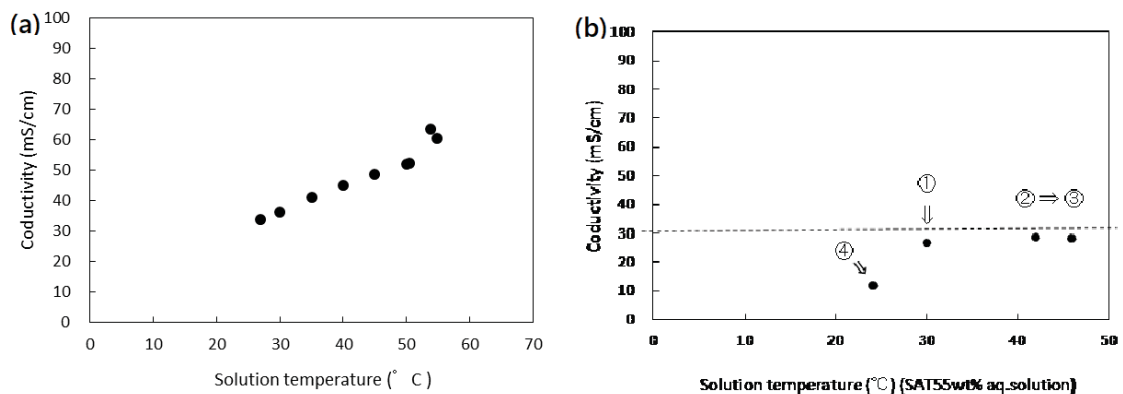 (a)
100
90
80
70
60
50
40
30
20
10
0
0 10 20 30 40 50 60 70
Coductivity (mS/cm)
Solution temperature (° C )
(b)
100
90
80
70
60
50
40
30
20
10
0
0 10 20 30 40 50
Coductivity (mS/cm)
① 
⇓
② ⇒ ③
④
⇘
Solution temperature (℃) (SAT55wt% aq.solution)